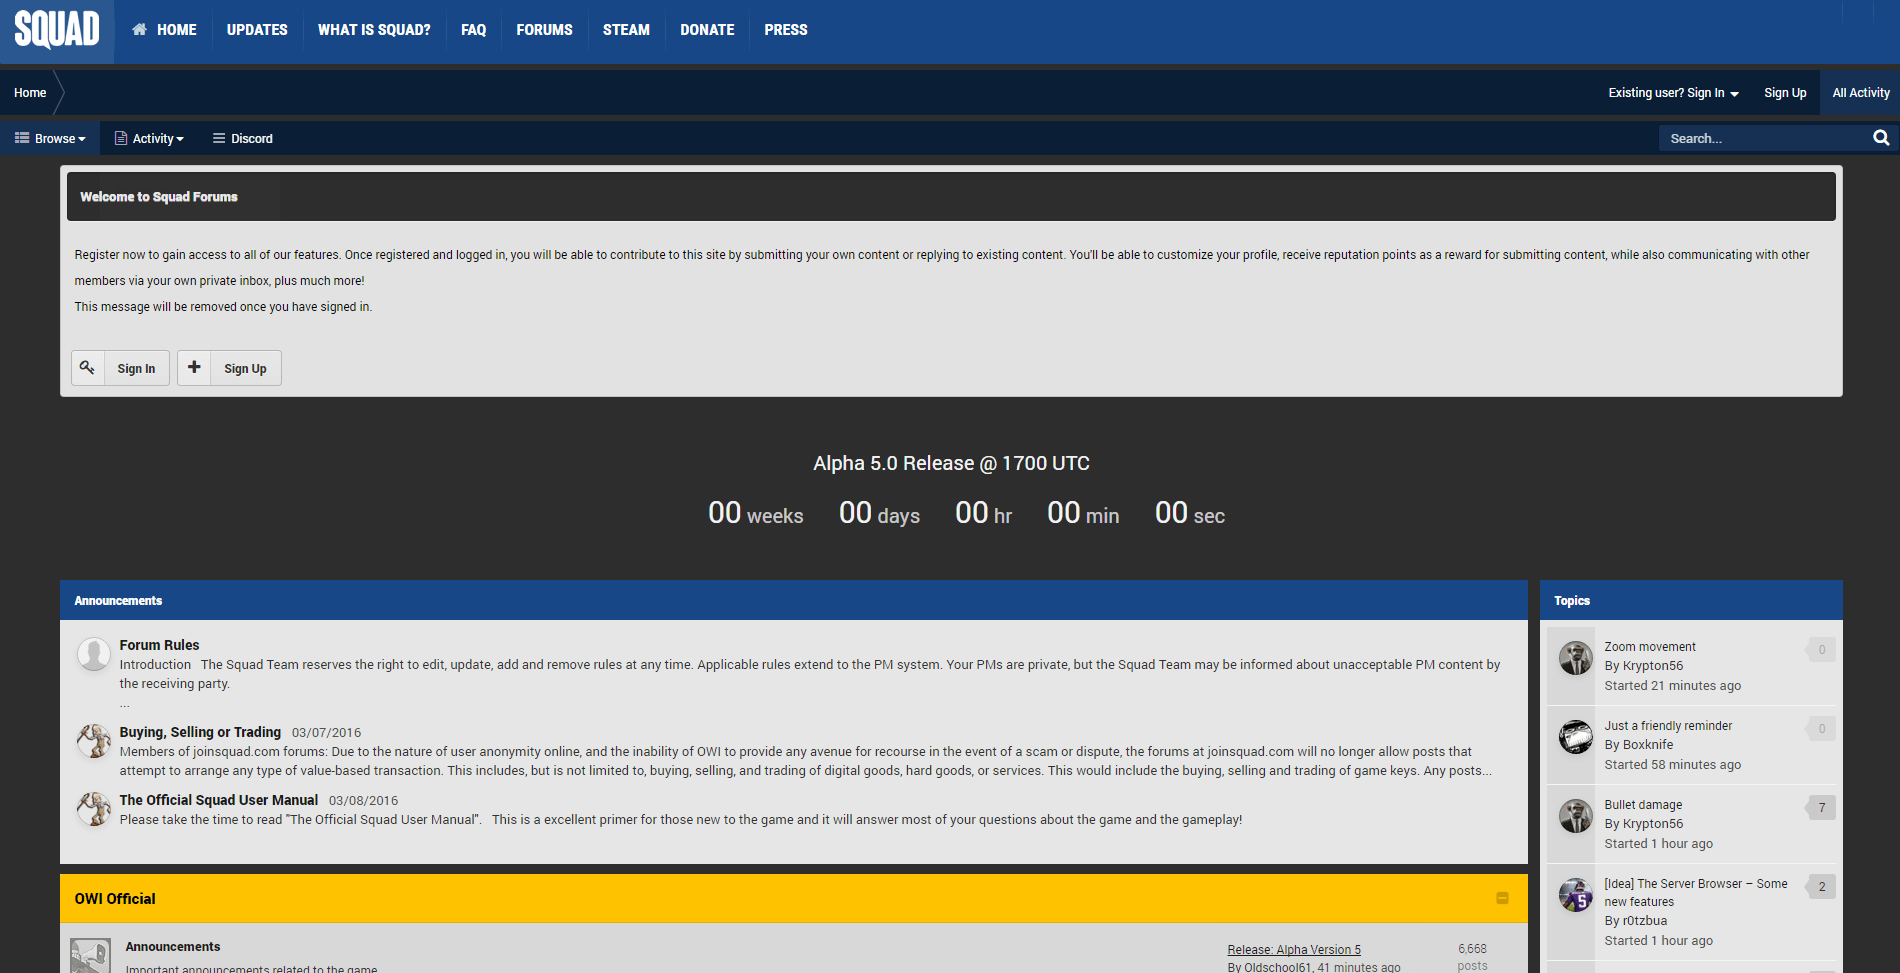 SQUAD
HOME UPDATES WHAT IS SQUAD? FAQ FORUMS STEAM DONATE PRESS
Home
Existing user? Sign In Sign Up All Activity
Browse Activity Discord
Search...
Welcome to Squad Forums
Register now to gain access to all of our features. Once registered and logged in, you will be able to contribute to this site by submitting your own content or replying to existing content. You'll be able to customize your profile, receive reputation points as a reward for submitting content, while also communicating with other
members via your own private inbox, plus much more!
This message will be removed once you have signed in.
Sign In Sign Up
Alpha 5.0 Release @ 1700 UTC
00 weeks 00 days 00 hr 00 min 00 sec
Announcements
Forum Rules
Introduction The Squad Team reserves the right to edit, update, add and remove rules at any time. Applicable rules extend to the PM system. Your PMs are private, but the Squad Team may be informed about unacceptable PM content by
the receiving party.
...
Buying, Selling or Trading 03/07/2016
Members of joinsquad.com forums: Due to the nature of user anonymity online, and the inability of OWI to provide any avenue for recourse in the event of a scam or dispute, the forums at joinsquad.com will no longer allow posts that
attempt to arrange any type of value-based transaction. This includes, but is not limited to, buying, selling, and trading of digital goods, hard goods, or services. This would include the buying, selling and trading of game keys. Any posts...
The Official Squad User Manual 03/08/2016
Please take the time to read "The Official Squad User Manual". This is a excellent primer for those new to the game and it will answer most of your questions about the game and the gameplay!
OWI Official
Announcements
Important announcements related to the game
Release: Alpha Version 5
By Oldschool61, 41 minutes ago
6,668
posts
Topics
Zoom movement
0
By Krypton56
Started 21 minutes ago
Just a friendly reminder
0
By Boxknife
Started 58 minutes ago
Bullet damage
7
By Krypton56
Started 1 hour ago
[Idea] The Server Browser – Some
2
new features
By r0tzbua
Started 1 hour ago